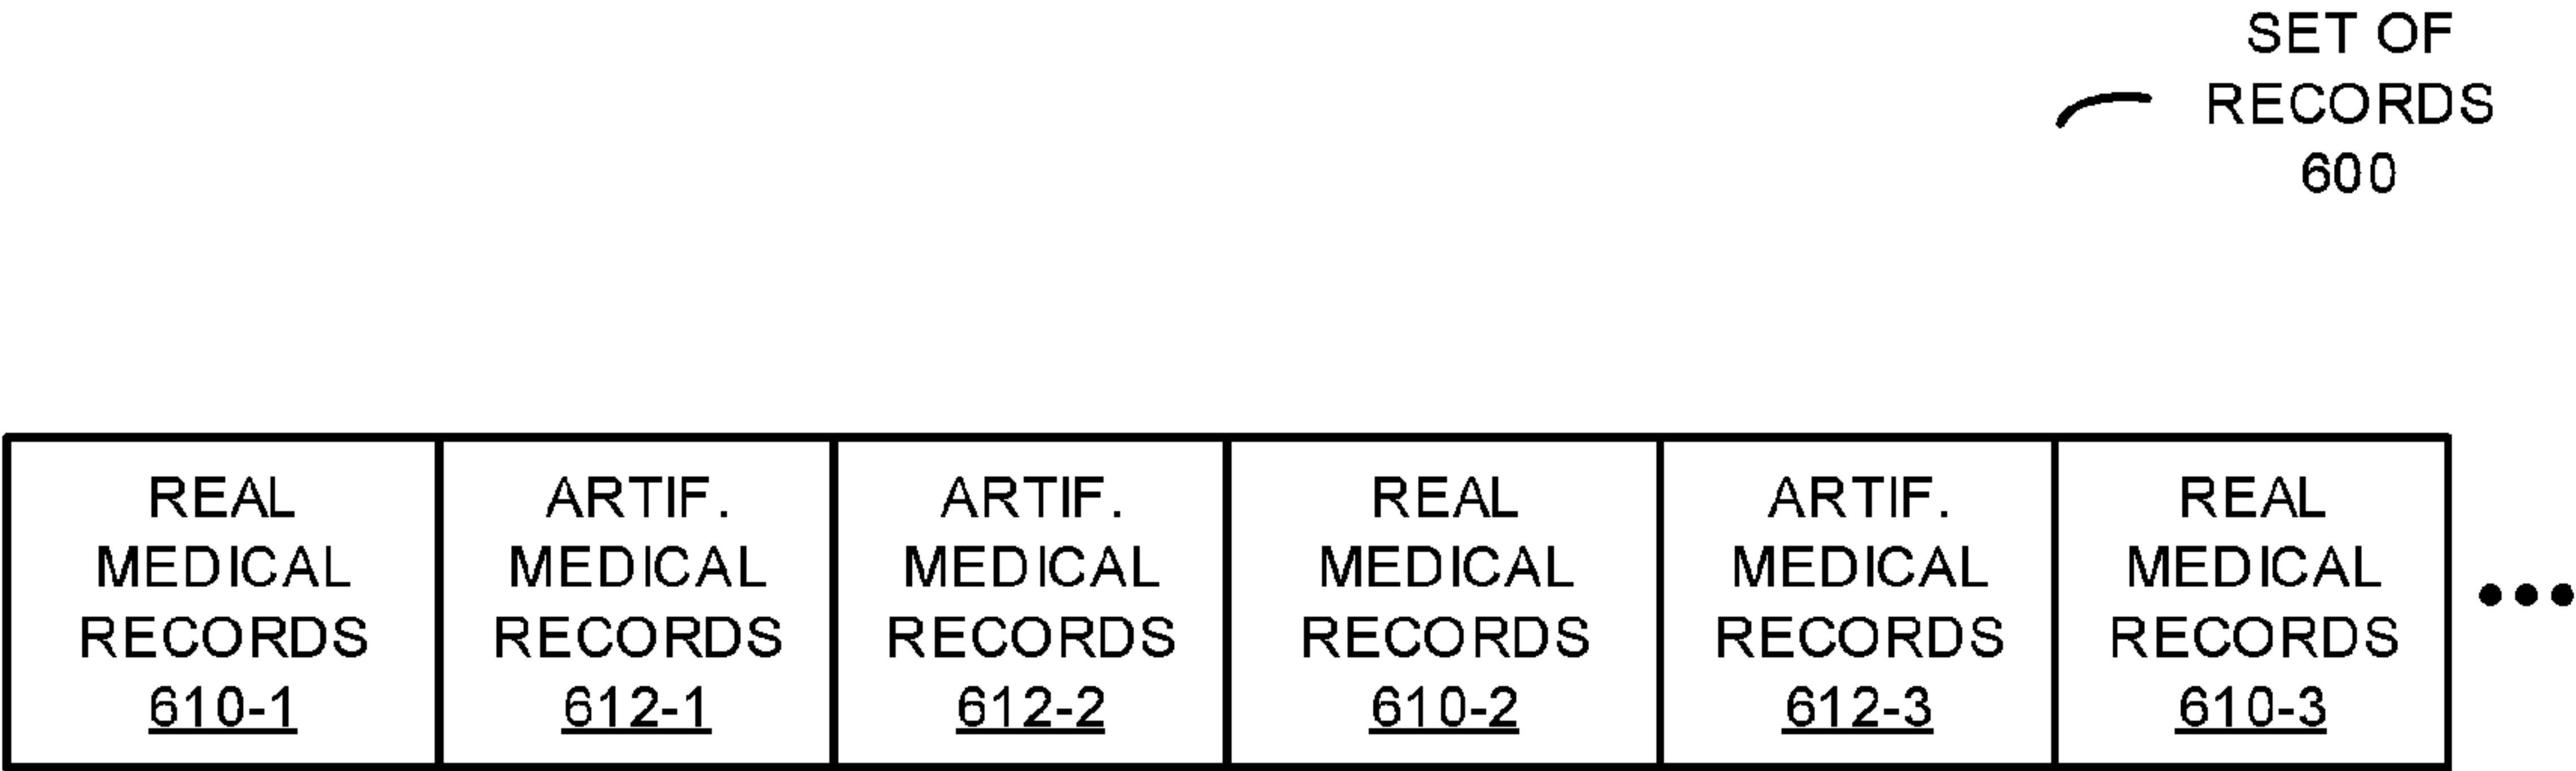 SET OF
RECORDS
600
REAL
MEDICAL
RECORDS
610-1
ARTIF.
MEDICAL
RECORDS
612-1
ARTIF.
MEDICAL
RECORDS
612-2
REAL
MEDICAL
RECORDS
610-2
ARTIF.
MEDICAL
RECORDS
612-3
REAL
MEDICAL
RECORDS
610-3
•••